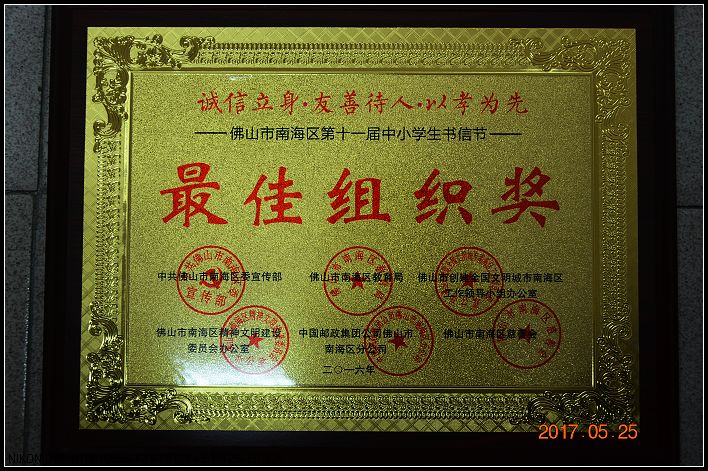 诚信立身·友善待人·以孝为先
——佛山市南海区第十一届中小学生书信节——
最佳组织奖
中共佛山市南海区委宣传部 佛山市南海区教育局 佛山市创建全国文明城市南海区
工作领导小组办公室
佛山市南海区精神文明建设 中国邮政集团公司佛山市 佛山市南海区慈善会
委员会办公室 南海区分公司
二〇一六年
2017.05.25
NIKON